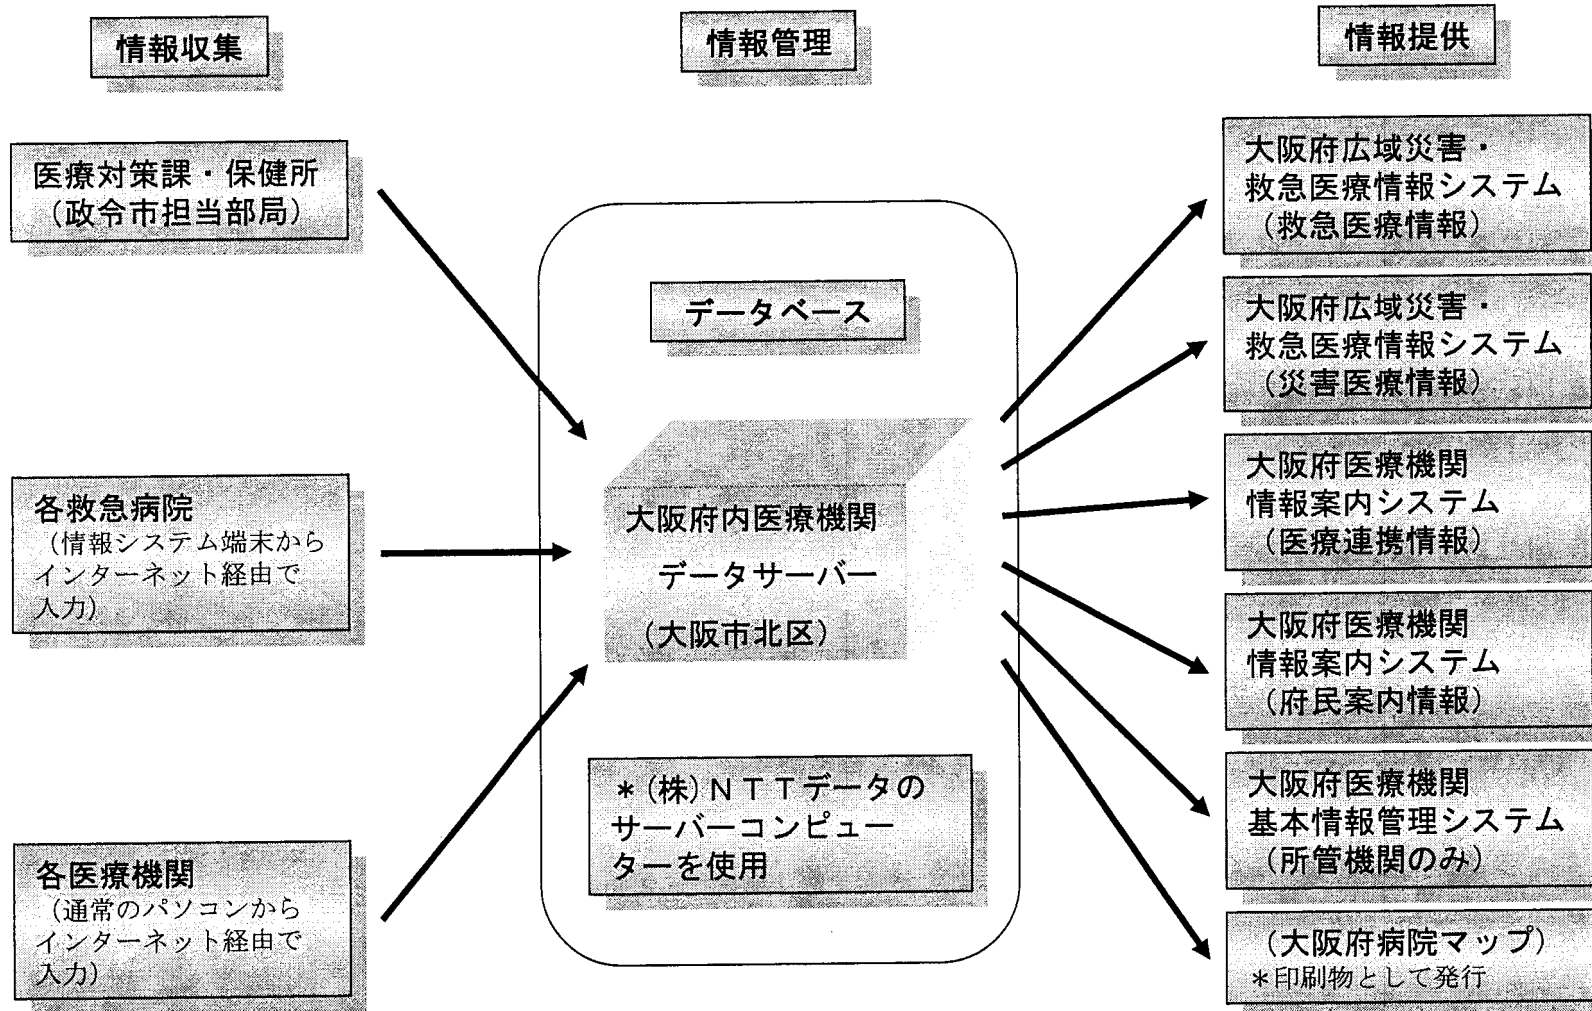 情報収集
医療対策課・保健所
（政令市担当部局）
各救急病院
（情報システム端末から
インターネット経由で
入力）
各医療機関
（通常のパソコンから
インターネット経由で
入力）
情報管理
データベース
大阪府内医療機関
データサーバー
（大阪市北区）
＊(株)ＮＴＴデータの
サーバーコンピュー
ターを使用
情報提供
大阪府広域災害・
救急医療情報システム
（救急医療情報）
大阪府広域災害・
救急医療情報システム
（災害医療情報）
大阪府医療機関
情報案内システム
（医療連携情報）
大阪府医療機関
情報案内システム
（府民案内情報）
大阪府医療機関
基本情報管理システム
（所管機関のみ）
（大阪府病院マップ）
＊印刷物として発行